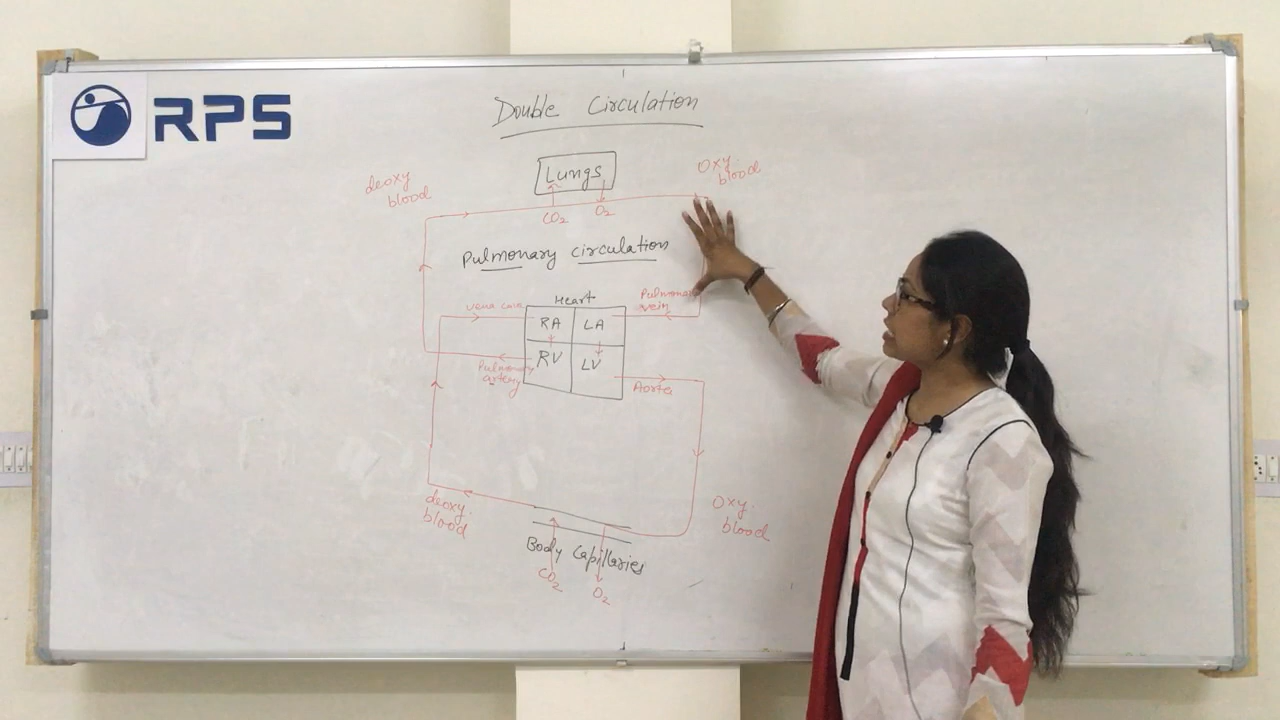 RPS
Double Circulation
Lungs
deoxy
blood
oxy.
blood
CO2
O2
Pulmonary circulation
Heart
vena cava
Pulmonary
vein
RA
LA
RV
LV
Pulmonary
artery
Aorta
deoxy.
blood
Oxy.
blood
Body Capillaries
CO2
O2